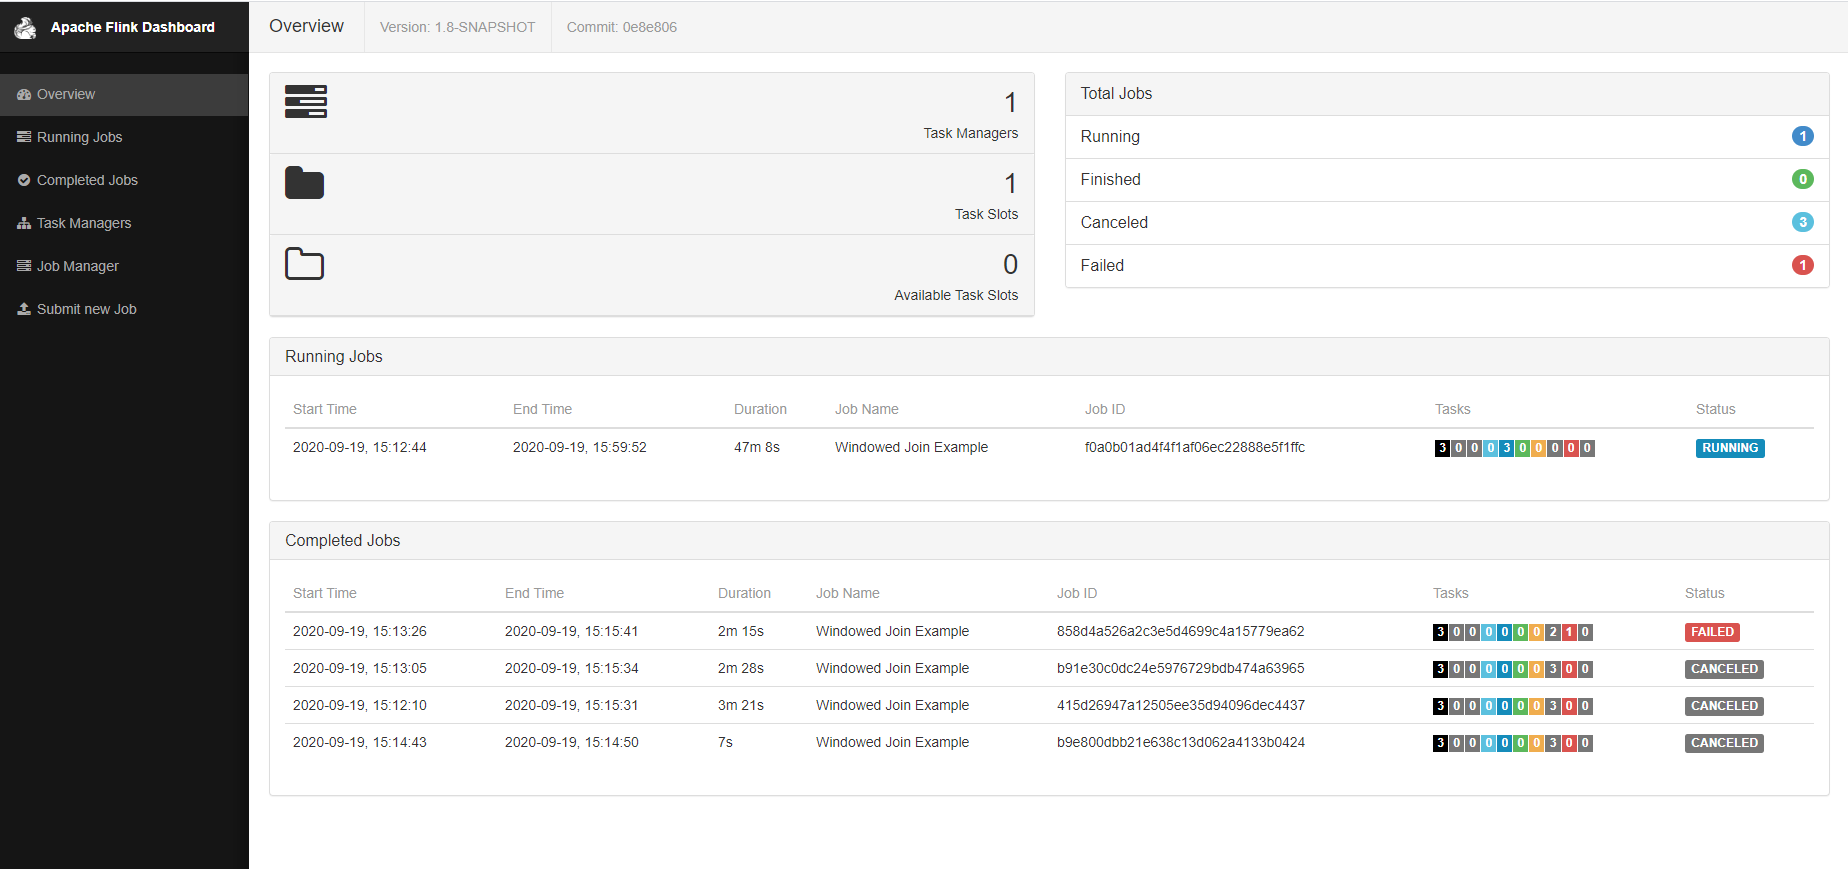 Apache Flink Dashboard
Overview
Running Jobs
Completed Jobs
Task Managers
Job Manager
Submit new Job
Overview Version: 1.8-SNAPSHOT Commit: 0e8e806
1
Task Managers
1
Task Slots
0
Available Task Slots
Total Jobs
Running 1
Finished 0
Canceled 3
Failed 1
Running Jobs
Start Time End Time Duration Job Name Job ID Tasks Status
2020-09-19, 15:12:44 2020-09-19, 15:59:52 47m 8s Windowed Join Example f0a0b01ad4f4f1af06ec22888e5f1ffc 3 0 0 0 3 0 0 0 0 0 RUNNING
Completed Jobs
Start Time End Time Duration Job Name Job ID Tasks Status
2020-09-19, 15:13:26 2020-09-19, 15:15:41 2m 15s Windowed Join Example 858d4a526a2c3e5d4699c4a15779ea62 3 0 0 0 0 0 0 2 1 0 FAILED
2020-09-19, 15:13:05 2020-09-19, 15:15:34 2m 28s Windowed Join Example b91e30c0dc24e5976729bdb474a63965 3 0 0 0 0 0 0 3 0 0 CANCELED
2020-09-19, 15:12:10 2020-09-19, 15:15:31 3m 21s Windowed Join Example 415d26947a12505ee35d94096dec4437 3 0 0 0 0 0 0 3 0 0 CANCELED
2020-09-19, 15:14:43 2020-09-19, 15:14:50 7s Windowed Join Example b9e800dbb21e638c13d062a4133b0424 3 0 0 0 0 0 0 3 0 0 CANCELED